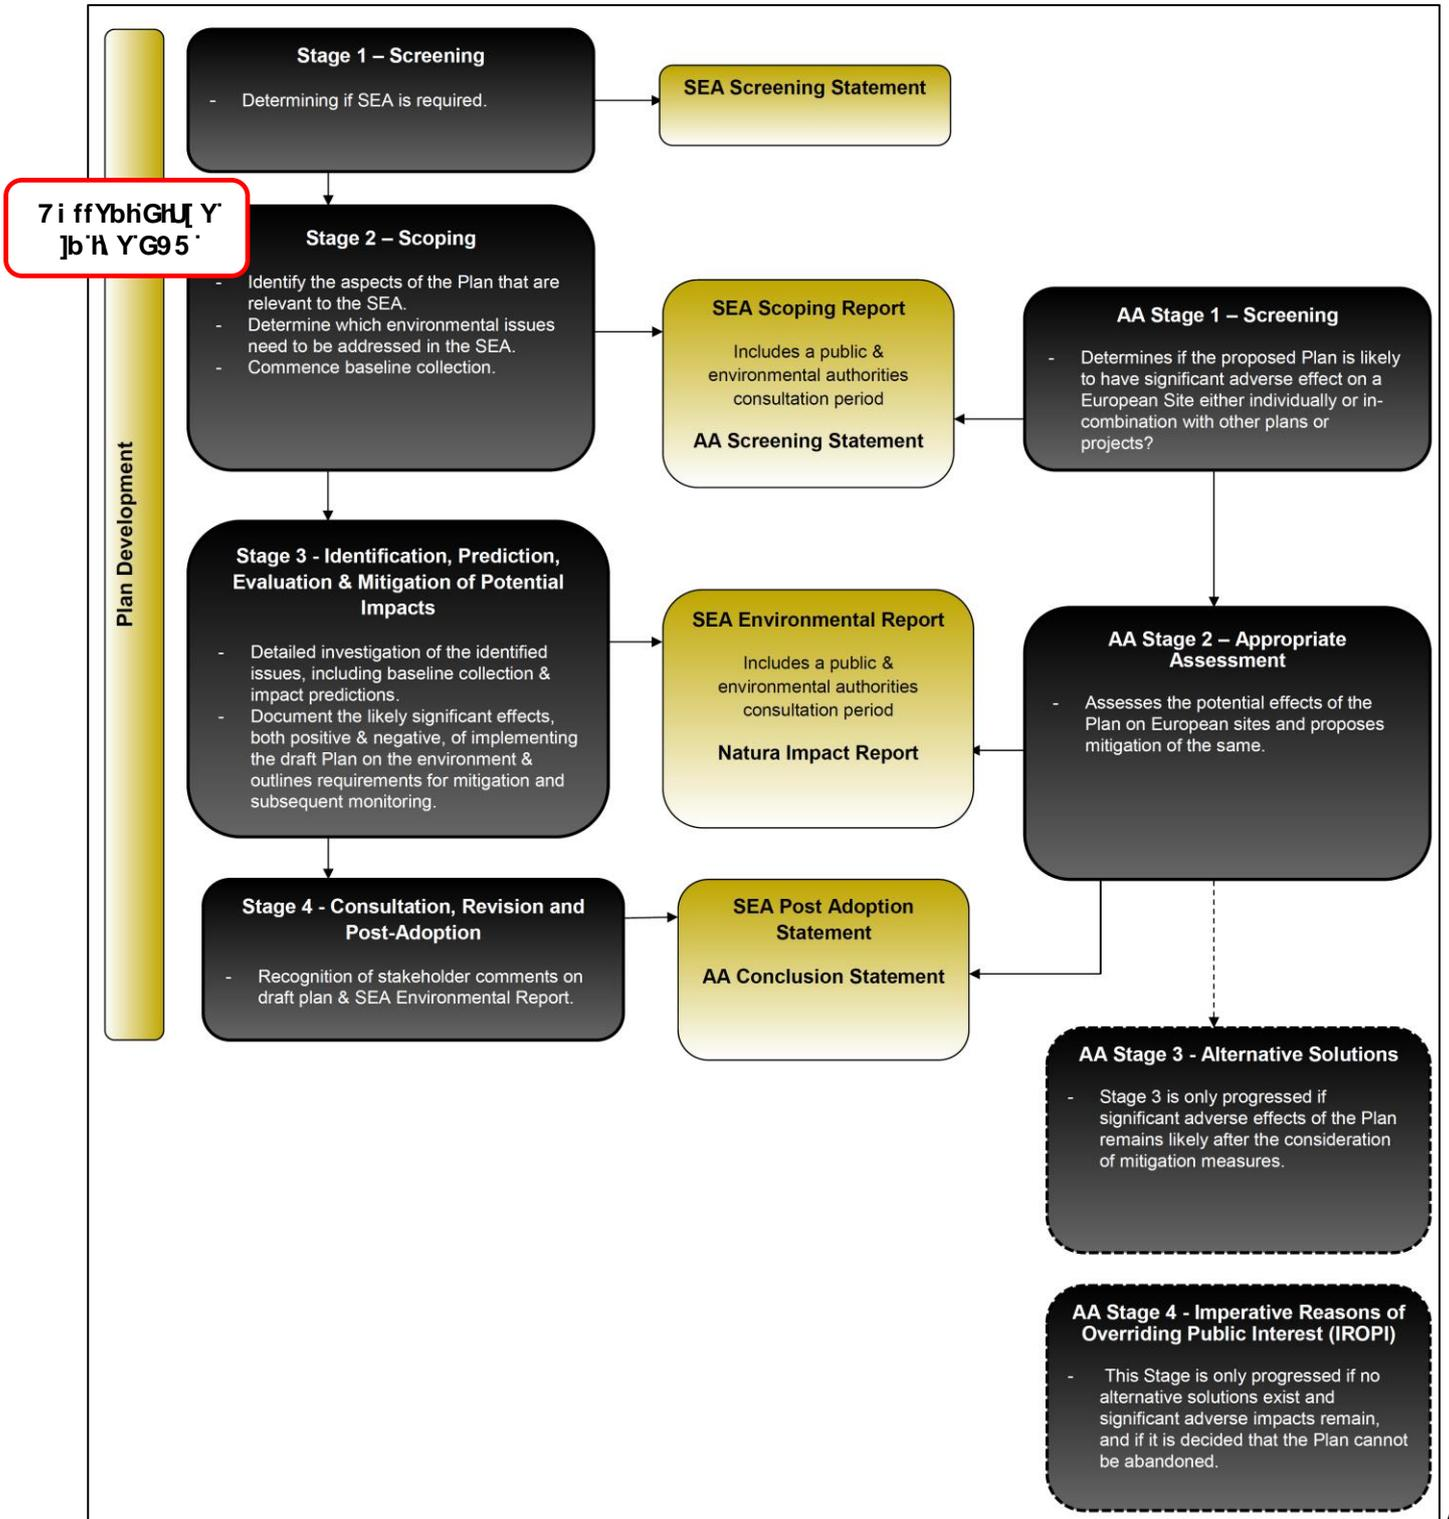 Stage 1 – Screening
- Determining if SEA is required.
SEA Screening Statement
7i ffYbhiGHU[ Y˙
]b˙h\ Y˙G95˙
Plan Development
Stage 2 – Scoping
- Identify the aspects of the Plan that are
relevant to the SEA.
- Determine which environmental issues
need to be addressed in the SEA.
- Commence baseline collection.
SEA Scoping Report
Includes a public &
environmental authorities
consultation period
AA Screening Statement
AA Stage 1 – Screening
- Determines if the proposed Plan is likely
to have significant adverse effect on a
European Site either individually or in-
combination with other plans or
projects?
Stage 3 - Identification, Prediction,
Evaluation & Mitigation of Potential
Impacts
- Detailed investigation of the identified
issues, including baseline collection &
impact predictions.
- Document the likely significant effects,
both positive & negative, of implementing
the draft Plan on the environment &
outlines requirements for mitigation and
subsequent monitoring.
SEA Environmental Report
Includes a public &
environmental authorities
consultation period
Natura Impact Report
AA Stage 2 – Appropriate
Assessment
- Assesses the potential effects of the
Plan on European sites and proposes
mitigation of the same.
Stage 4 - Consultation, Revision and
Post-Adoption
- Recognition of stakeholder comments on
draft plan & SEA Environmental Report.
SEA Post Adoption
Statement
AA Conclusion Statement
AA Stage 3 - Alternative Solutions
- Stage 3 is only progressed if
significant adverse effects of the Plan
remains likely after the consideration
of mitigation measures.
AA Stage 4 - Imperative Reasons of
Overriding Public Interest (IROPI)
- This Stage is only progressed if no
alternative solutions exist and
significant adverse impacts remain,
and if it is decided that the Plan cannot
be abandoned.